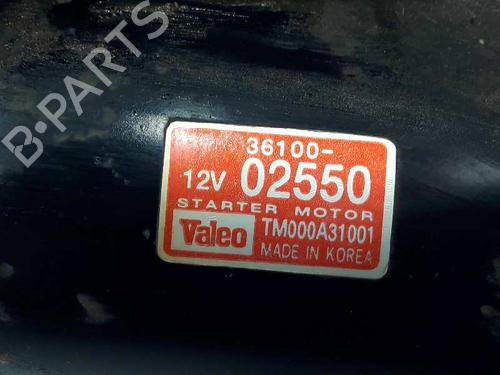 B-PARTS
36100-
12V 02550
STARTER MOTOR
Valeo TM000A31001
MADE IN KOREA